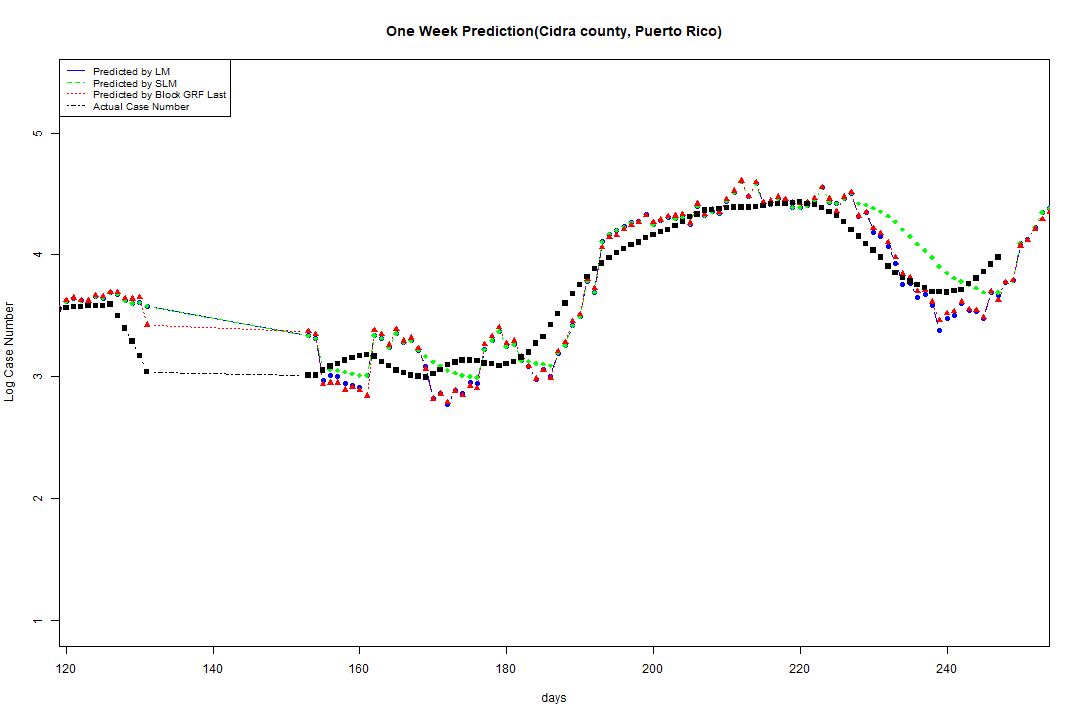 One Week Prediction(Cidra county, Puerto Rico)
Predicted by LM
Predicted by SLM
Predicted by Block GRF Last
Actual Case Number
5
4
3
2
1
Log Case Number
120 140 160 180 200 220 240
days